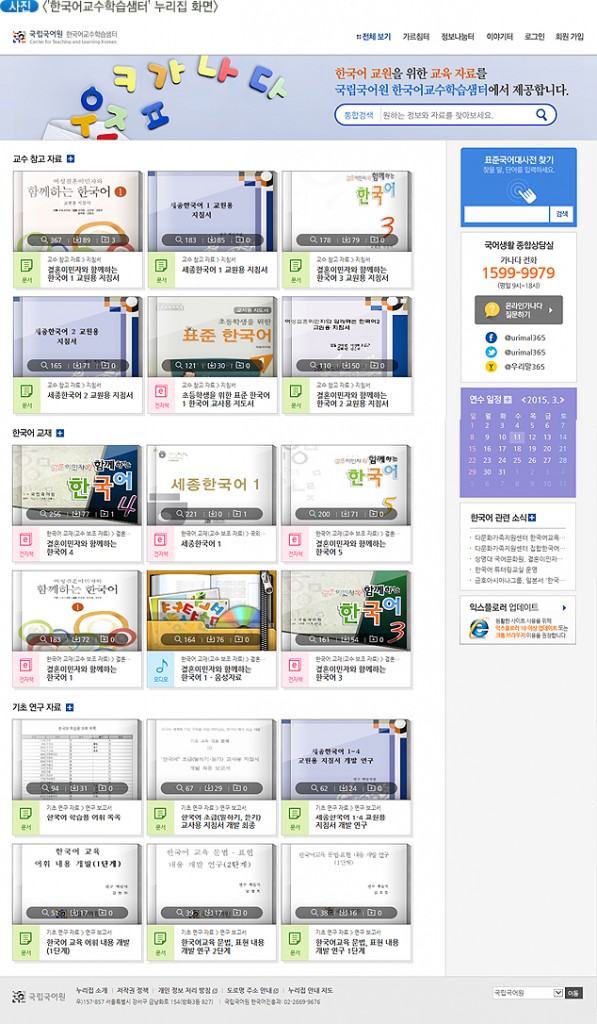 사진 <'한국어교수학습샘터' 누리집 화면>
국립국어원 한국어교수학습샘터
Center for Teaching and Learning Korean
전체 보기 가르침터 정보나눔터 이야기터 로그인 회원 가입
한국어 교원을 위한 교육 자료를
국립국어원 한국어교수학습샘터에서 제공합니다.
통합검색 원하는 정보와 자료를 찾아보세요.
교수 참고 자료
여성결혼이민자와
함께하는 한국어 1
교원용 지침서
367 89 3
문서
교수 참고 자료 > 지침서
결혼이민자와 함께하는
한국어 1 교원용 지침서
세종한국어 1 교원용
지침서
183 85 0
문서
교수 참고 자료 > 지침서
세종한국어 1 교원용 지침서
함께하는
한국어
3
178 79 0
문서
교수 참고 자료 > 지침서
결혼이민자와 함께하는
한국어 3 교원용 지침서
세종한국어 2 교원용
지침서
165 71 0
문서
교수 참고 자료 > 지침서
세종한국어 2 교원용 지침서
교사용 지도서
초등학생을 위한
표준 한국어
121 30 0
전자책
교수 참고 자료 > 지침서
초등학생을 위한 표준 한국어
1 한국어 교사용 지도서
여성결혼이민자와 함께하는 한국어2
교원용 지침서
110 50 0
문서
교수 참고 자료 > 지침서
결혼이민자와 함께하는
한국어 2 교원용 지침서
한국어 교재
결혼이민자와 함께하는
한국어
4
256 77 1
전자책
한국어 교재(교수 보조 자료) > 결혼···
결혼이민자와 함께하는
한국어 4
세종한국어 1
221 0 1
전자책
한국어 교재(교수 보조 자료) > 국외···
세종한국어 1
결혼이민자와 함께하는
한국어
5
200 71 0
전자책
한국어 교재(교수 보조 자료) > 결혼···
결혼이민자와 함께하는
한국어 5
여성결혼이민자와
함께하는 한국어
1
183 72 0
전자책
한국어 교재(교수 보조 자료) > 결혼···
결혼이민자와 함께하는
한국어 1
164 76 0
오디오
한국어 교재(교수 보조 자료) > 결혼···
결혼이민자와 함께하는
한국어 1 - 음성자료
결혼이민자와 함께하는
한국어
3
161 54 0
전자책
한국어 교재(교수 보조 자료) > 결혼···
결혼이민자와 함께하는
한국어 3
기초 연구 자료
94 31 0
문서
기초 연구 자료 > 연구 보고서
한국어 학습용 어휘 목록
67 29 0
문서
기초 연구 자료 > 연구 보고서
한국어 초급(말하기, 듣기)
교사용 지침서 개발 최종
세종한국어 1-4
교원용 지침서 개발 연구
62 24 0
문서
기초 연구 자료 > 연구 보고서
세종한국어 1-4 교원용
지침서 개발 연구
한국어 교육
어휘 내용 개발(1단계)
17 0
문서
기초 연구 자료 > 연구 보고서
한국어 교육 어휘 내용 개발
(1단계)
한국어 교육 문법·표현
내용 개발 연구(2단계)
39 17 0
문서
기초 연구 자료 > 연구 보고서
한국어교육 문법, 표현 내용
개발 연구 2단계
한국어교육 문법·표현 내용 개발 연구
(1단계)
38 16 0
문서
기초 연구 자료 > 연구 보고서
한국어교육 문법, 표현 내용
개발 연구 1단계
표준국어대사전 찾기
찾을 말, 단어를 입력하세요.
검색
국어생활 종합상담실
가나다 전화
1599-9979
(평일 9시~18시)
온라인가나다
질문하기
@urimal365
@urimal365
@우리말365
연수 일정 <2015. 3.>
일 월 화 수 목 금 토
1 2 3 4 5 6 7
8 9 10 11 12 13 14
15 16 17 18 19 20 21
22 23 24 25 26 27 28
29 30 31
한국어 관련 소식
· 다문화가족지원센터 한국어교육···
· 다문화가족지원센터 집합한국어···
· 상명대 국어문화원, 결혼이민자···
· 한국어 튜터링교실 운영
· 금호아시아나그룹, 일본서 '한국···
익스플로러 업데이트
원활한 사이트 사용을 위해
익스플로러 10 이상 업데이트 또는
크롬 브라우저 이용을 권장합니다.
국립국어원
누리집 소개 | 저작권 정책 | 개인 정보 처리 방침 | 도로명 주소 안내 | 누리집 안내 지도
우)157-857 서울특별시 강서구 금낭화로 154(방화3동 827) | 국립국어원 한국어진흥과: 02-2669-9676
국립국어원 이동